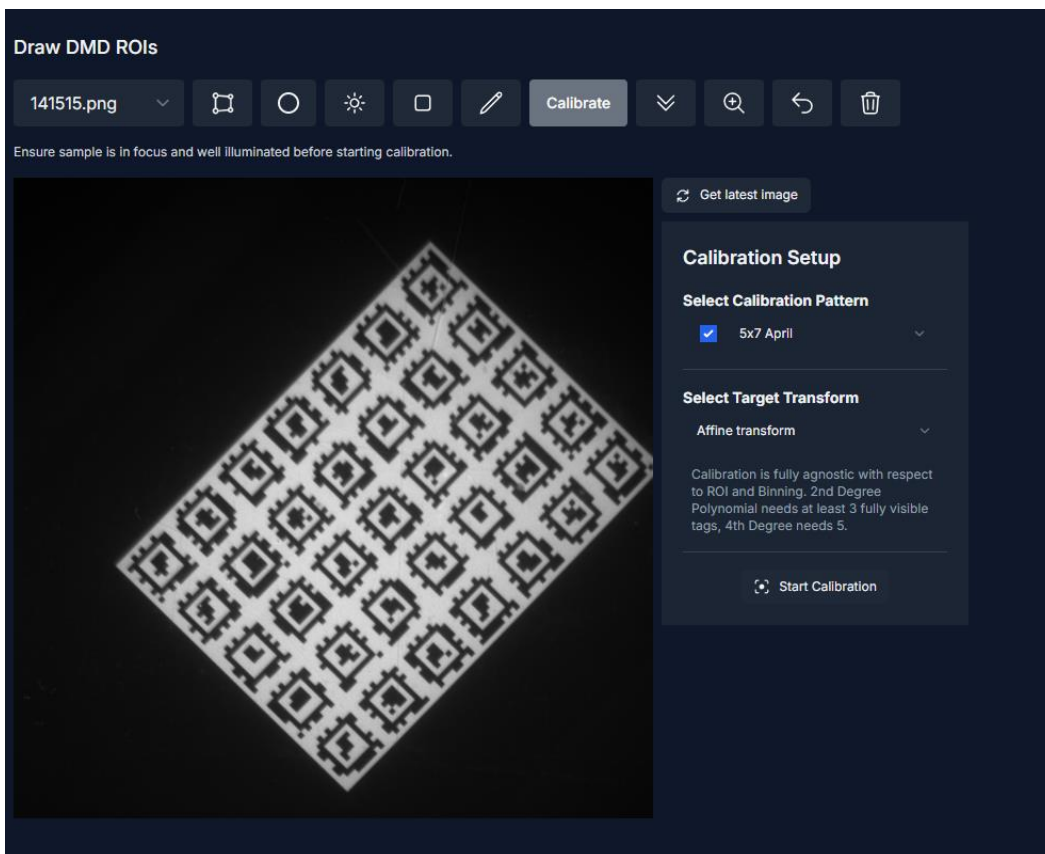 Draw DMD ROIs
141515.png
Calibrate
Ensure sample is in focus and well illuminated before starting calibration.
Get latest image
Calibration Setup
Select Calibration Pattern
5x7 April
Select Target Transform
Affine transform
Calibration is fully agnostic with respect
to ROI and Binning. 2nd Degree
Polynomial needs at least 3 fully visible
tags, 4th Degree needs 5.
Start Calibration